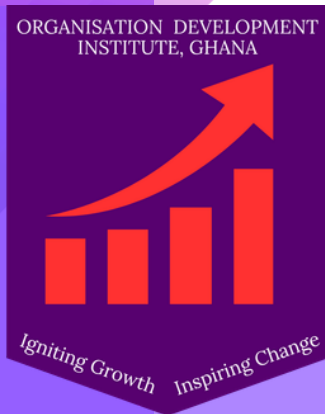 ORGANISATION DEVELOPMENT
INSTITUTE, GHANA
Igniting Growth
Inspiring Change